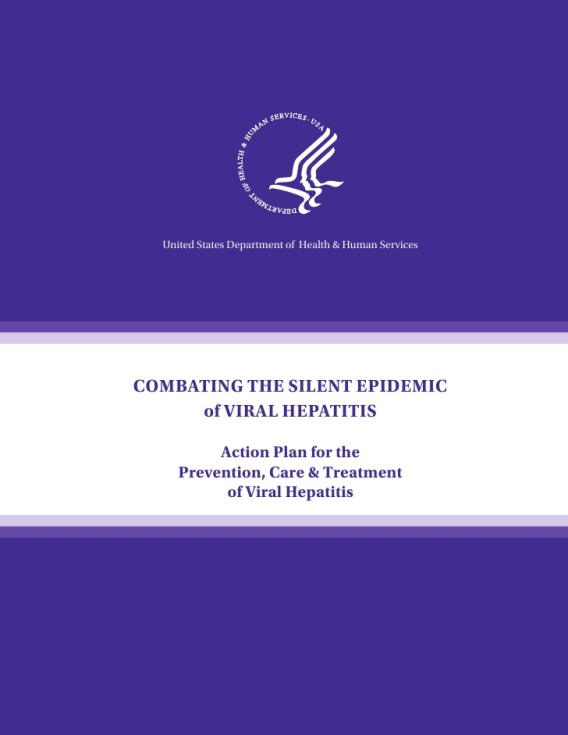 DEPARTMENT OF HEALTH & HUMAN SERVICES · USA
United States Department of Health & Human Services
COMBATING THE SILENT EPIDEMIC
of VIRAL HEPATITIS
Action Plan for the
Prevention, Care & Treatment
of Viral Hepatitis